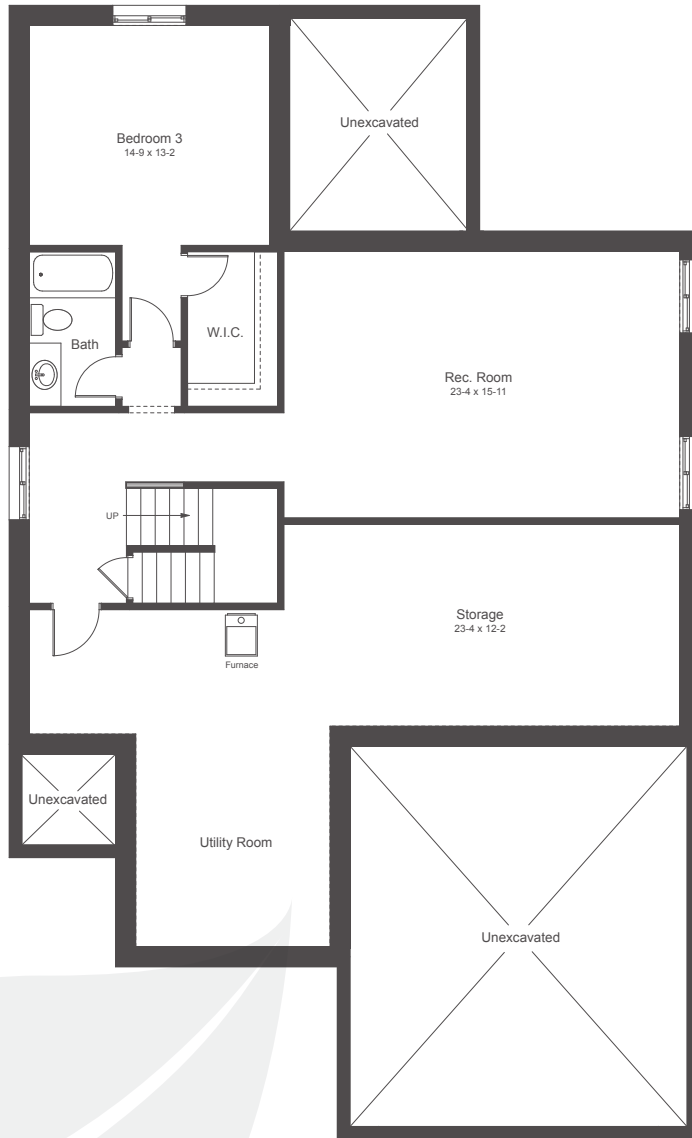 Unexcavated
Bedroom 3
14-9 x 13-2
W.I.C.
Bath
Rec. Room
23-4 x 15-11
UP
Storage
23-4 x 12-2
Furnace
Unexcavated
Utility Room
Unexcavated